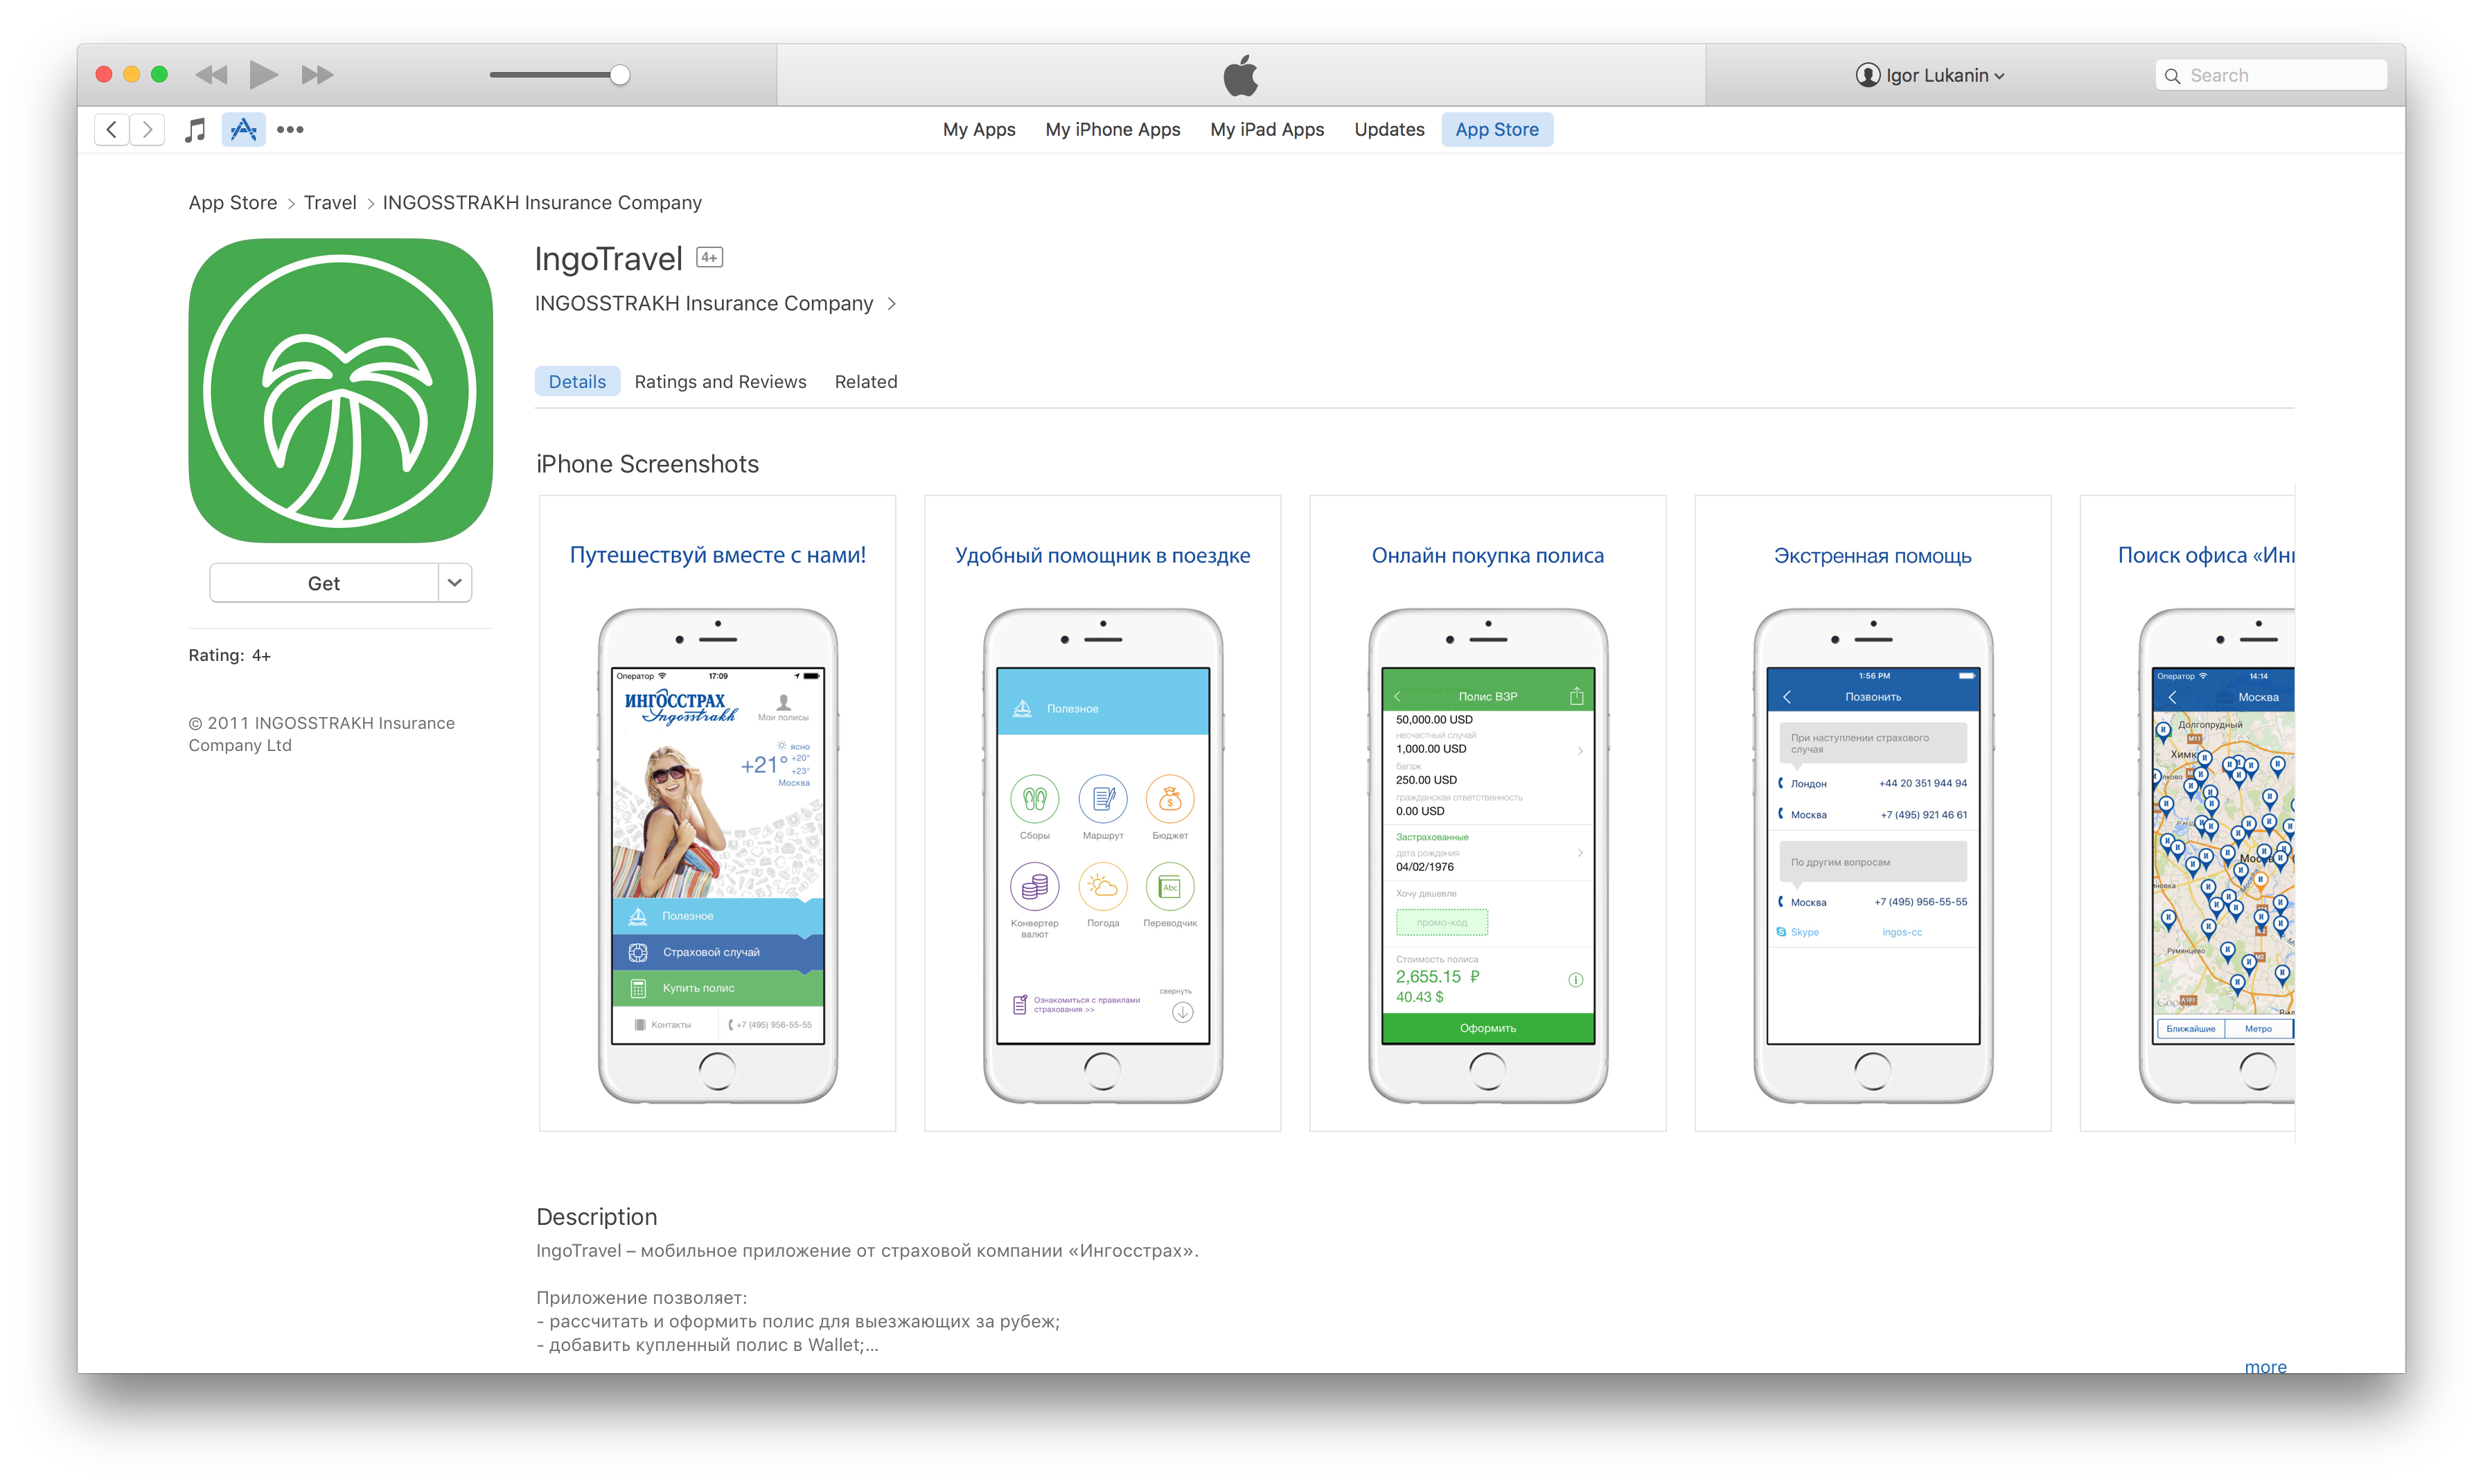 Igor Lukanin
Search
My Apps
My iPhone Apps
My iPad Apps
Updates
App Store
App Store > Travel > INGOSSTRAKH Insurance Company
IngoTravel 4+
INGOSSTRAKH Insurance Company >
Get
Rating: 4+
© 2011 INGOSSTRAKH Insurance
Company Ltd
Details
Ratings and Reviews
Related
iPhone Screenshots
Путешествуй вместе с нами!
Оператор 17:09
ИНГОССТРАХ
Ingosstrakh
Мои полисы
ясно
+21° +20°
+23°
Москва
Полезное
Страховой случай
Купить полис
Контакты
+7 (495) 956-55-55
Удобный помощник в поездке
Полезное
Сборы
Маршрут
Бюджет
$
Abc
Конвертер
валют
Погода
Переводчик
Ознакомиться с правилами
страхования >>
свернуть
Онлайн покупка полиса
Полис ВЗР
50,000.00 USD
несчастный случай
1,000.00 USD
багаж
250.00 USD
гражданская ответственность
0.00 USD
Застрахованные
дата рождения
04/02/1976
Хочу дешевле
промо-код
Стоимость полиса
2,655.15 ₽
40.43 $
Оформить
Экстренная помощь
1:56 PM
Позвонить
При наступлении страхового
случая
Лондон +44 20 351 944 94
Москва +7 (495) 921 46 61
По другим вопросам
Москва +7 (495) 956-55-55
Skype ingos-cc
Поиск офиса «Инг
Оператор 14:14
Москва
Долгопрудный
M11
Румянцево
M2
A101
Ближайшие
Метро
Description
IngoTravel – мобильное приложение от страховой компании «Ингосстрах».
Приложение позволяет:
- рассчитать и оформить полис для выезжающих за рубеж;
- добавить купленный полис в Wallet;...
more